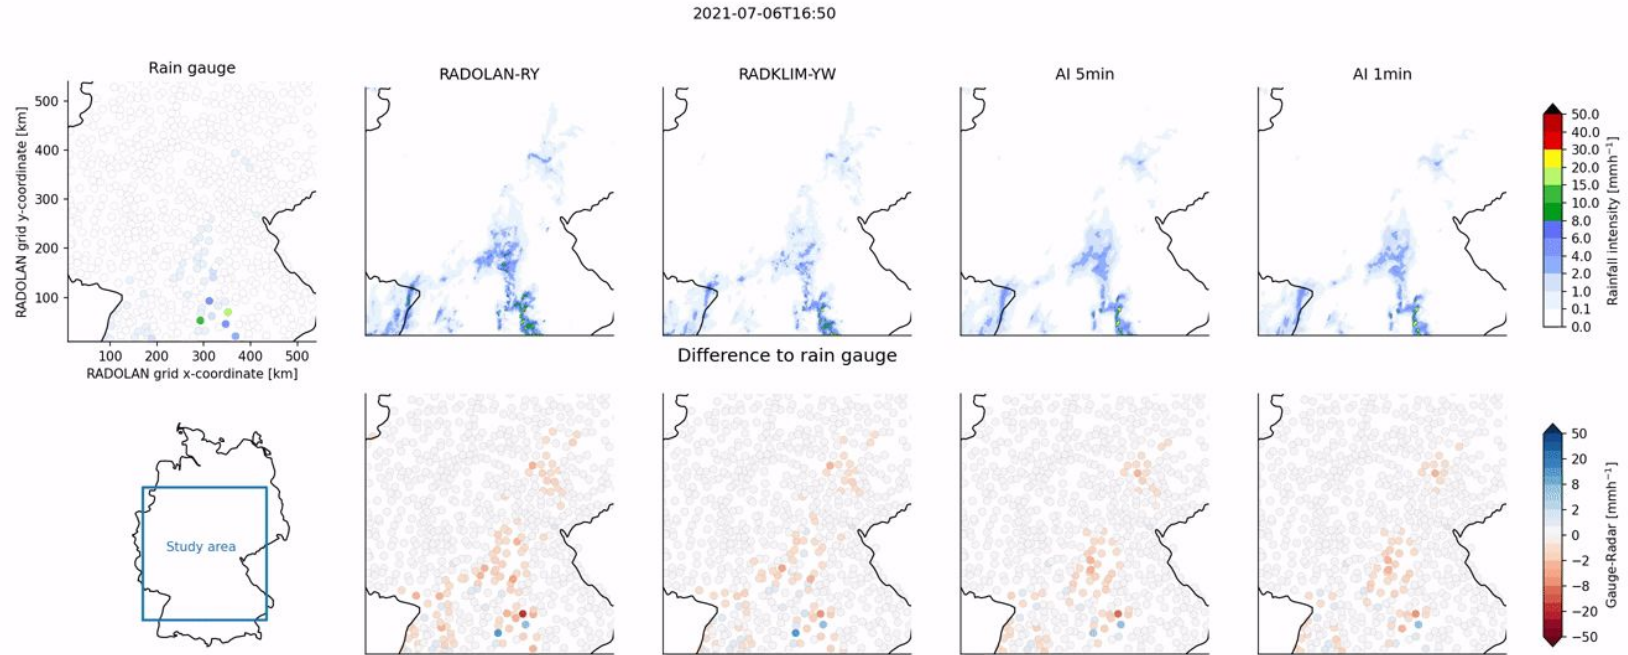 2021-07-06T16:50
Rain gauge
RADOLAN-RY
RADKLIM-YW
AI 5min
AI 1min
RADOLAN grid y-coordinate [km]
500
400
300
200
100
100 200 300 400 500
RADOLAN grid x-coordinate [km]
50.0
40.0
30.0
20.0
15.0
10.0
8.0
6.0
4.0
2.0
1.0
0.1
0.0
Rainfall intensity [mmh⁻¹]
Difference to rain gauge
Study area
50
20
8
2
0
−2
−8
−20
−50
Gauge-Radar [mmh⁻¹]